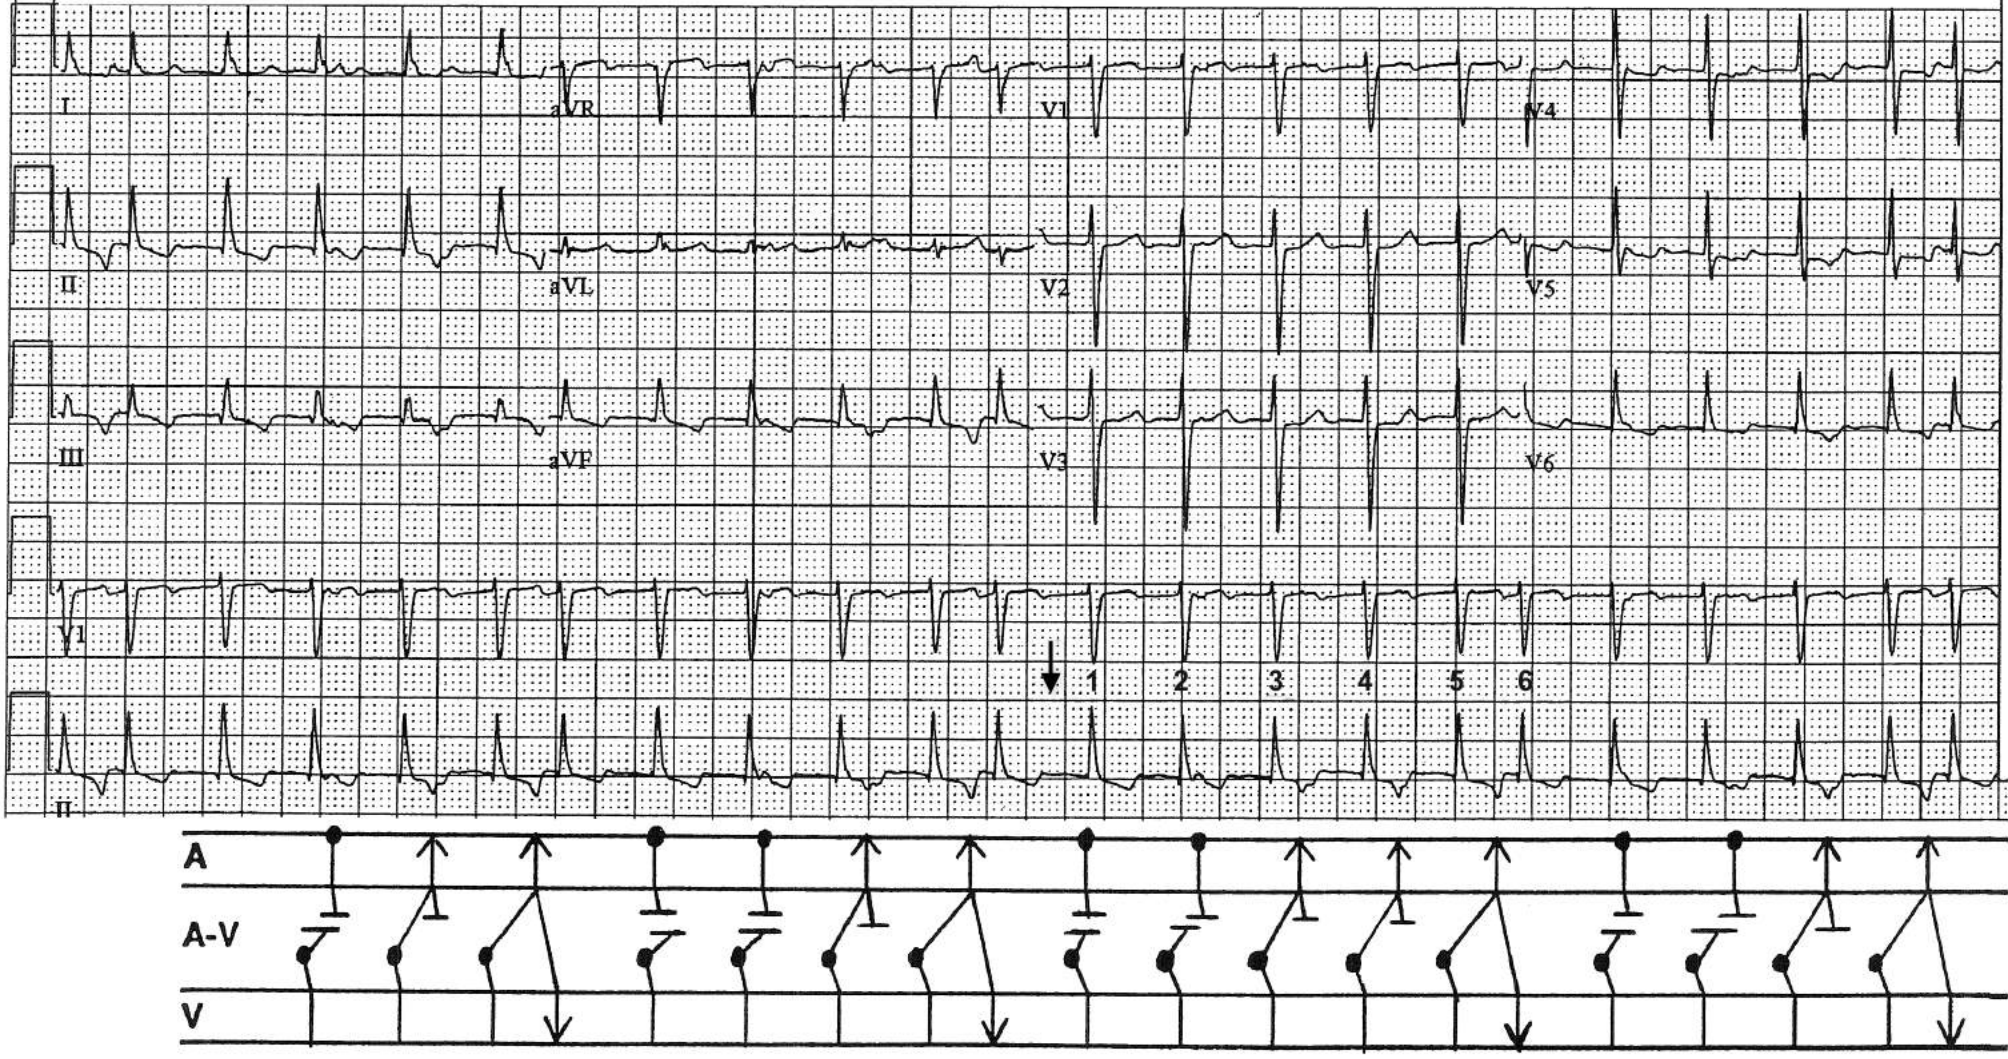 I aVR V1 V4
II aVL V2 V5
III aVF V3 V6
V1
1 2 3 4 5 6
II
A
A-V
V